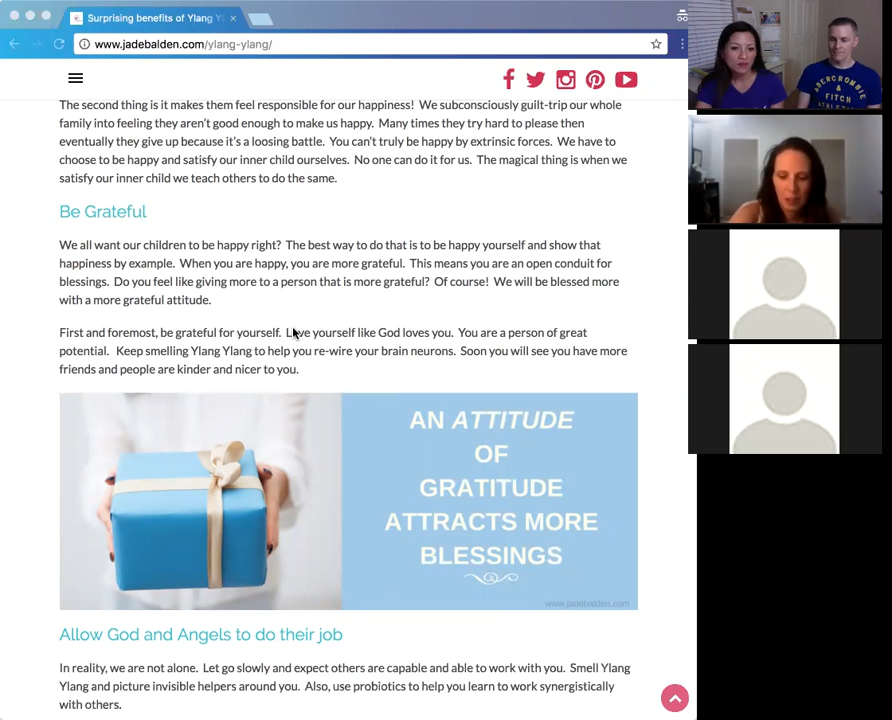 Surprising benefits of Ylang Y
www.jadebalden.com/ylang-ylang/
The second thing is it makes them feel responsible for our happiness! We subconsciously guilt-trip our whole
family into feeling they aren't good enough to make us happy. Many times they try hard to please then
eventually they give up because it's a loosing battle. You can't truly be happy by extrinsic forces. We have to
choose to be happy and satisfy our inner child ourselves. No one can do it for us. The magical thing is when we
satisfy our inner child we teach others to do the same.
Be Grateful
We all want our children to be happy right? The best way to do that is to be happy yourself and show that
happiness by example. When you are happy, you are more grateful. This means you are an open conduit for
blessings. Do you feel like giving more to a person that is more grateful? Of course! We will be blessed more
with a more grateful attitude.
First and foremost, be grateful for yourself. Love yourself like God loves you. You are a person of great
potential. Keep smelling Ylang Ylang to help you re-wire your brain neurons. Soon you will see you have more
friends and people are kinder and nicer to you.
AN ATTITUDE
OF
GRATITUDE
ATTRACTS MORE
BLESSINGS
www.jadebalden.com
Allow God and Angels to do their job
In reality, we are not alone. Let go slowly and expect others are capable and able to work with you. Smell Ylang
Ylang and picture invisible helpers around you. Also, use probiotics to help you learn to work synergistically
with others.
ABERCROMBIE
& FITCH